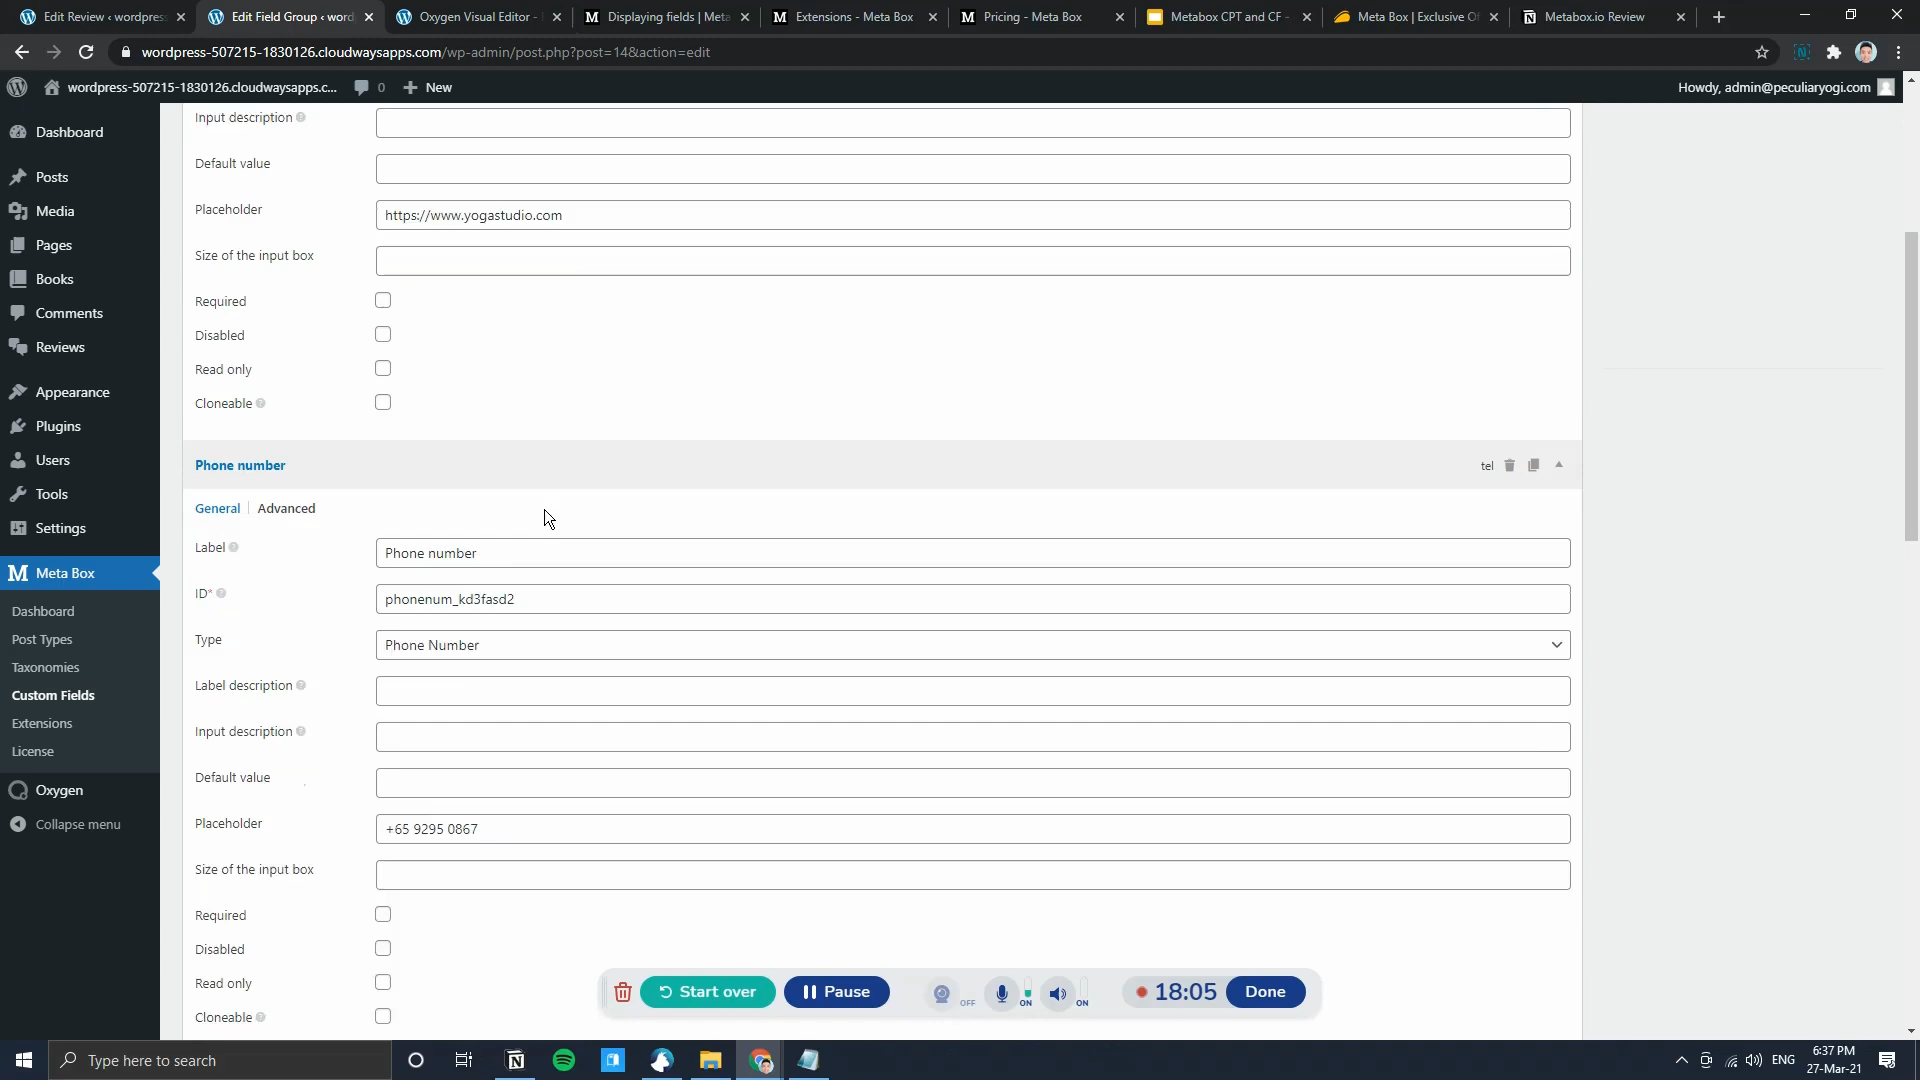 Edit Review ‹ wordpress
Edit Field Group ‹ word
Oxygen Visual Editor -
Displaying fields | Meta
Extensions - Meta Box
Pricing - Meta Box
Metabox CPT and CF -
Meta Box | Exclusive Of
Metabox.io Review
wordpress-507215-1830126.cloudwaysapps.com/wp-admin/post.php?post=14&action=edit
wordpress-507215-1830126.cloudwaysapps.c...
0
New
Howdy, admin@peculiaryogi.com
Dashboard
Posts
Media
Pages
Books
Comments
Reviews
Appearance
Plugins
Users
Tools
Settings
Meta Box
Dashboard
Post Types
Taxonomies
Custom Fields
Extensions
License
Oxygen
Collapse menu
Input description
Default value
Placeholder
https://www.yogastudio.com
Size of the input box
Required
Disabled
Read only
Cloneable
Phone number
tel
General
Advanced
Label
Phone number
ID*
phonenum_kd3fasd2
Type
Phone Number
Label description
Input description
Default value
Placeholder
+65 9295 0867
Size of the input box
Required
Disabled
Read only
Cloneable
Start over
Pause
OFF
ON
ON
18:05
Done
Type here to search
ENG
6:37 PM
27-Mar-21